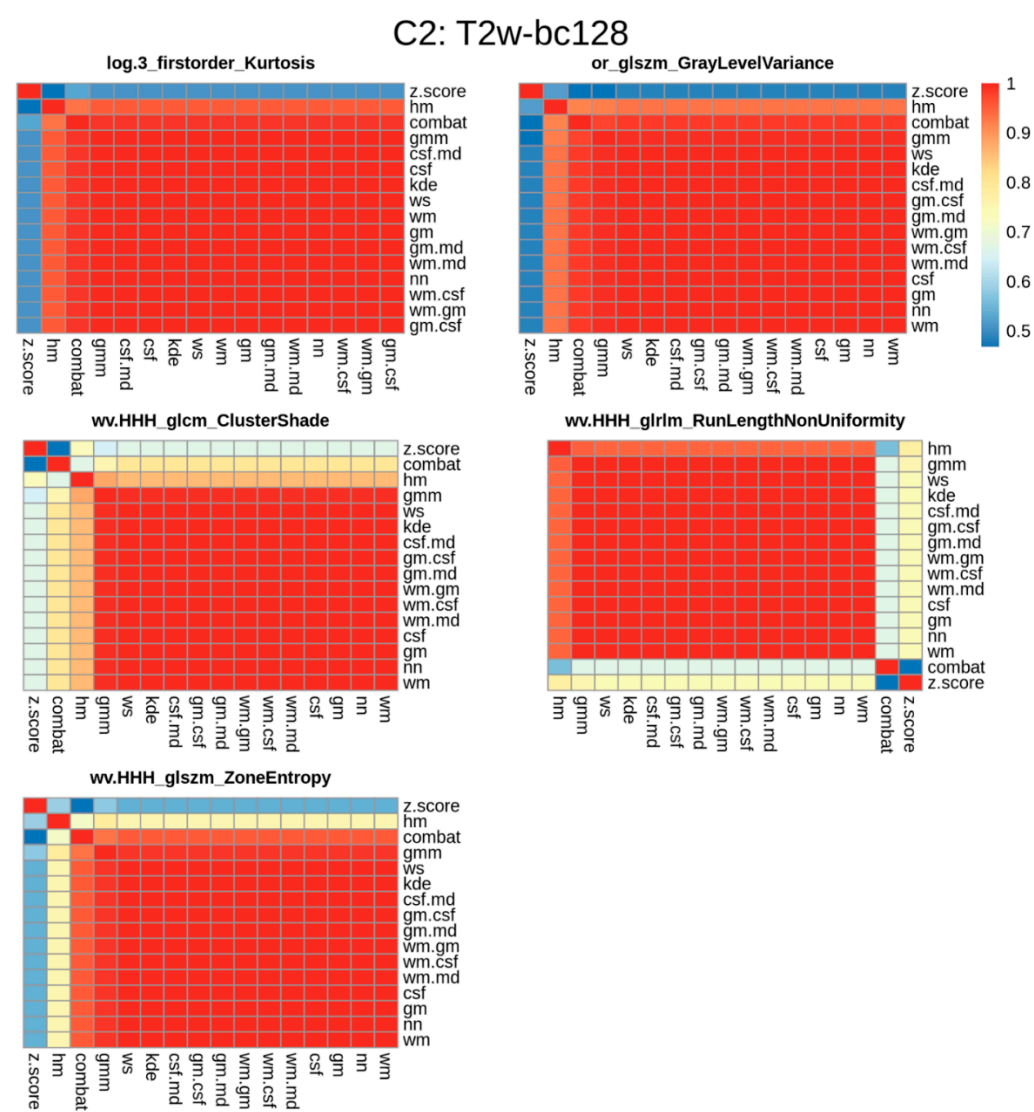 C2: T2w-bc128
log.3_firstorder_Kurtosis
z.score
hm
combat
gmm
csf.md
csf
kde
ws
wm
gm
gm.md
wm.md
nn
wm.csf
wm.gm
gm.csf
z.score
hm
combat
gmm
csf.md
csf
kde
ws
wm
gm
gm.md
wm.md
nn
wm.csf
wm.gm
gm.csf
or_glszm_GrayLevelVariance
z.score
hm
combat
gmm
ws
kde
csf.md
gm.csf
gm.md
wm.gm
wm.csf
wm.md
csf
gm
nn
wm
z.score
hm
combat
gmm
ws
kde
csf.md
gm.csf
gm.md
wm.gm
wm.csf
wm.md
csf
gm
nn
wm
1
0.9
0.8
0.7
0.6
0.5
wv.HHH_glcm_ClusterShade
z.score
combat
hm
gmm
ws
kde
csf.md
gm.csf
gm.md
wm.gm
wm.csf
wm.md
csf
gm
nn
wm
z.score
combat
hm
gmm
ws
kde
csf.md
gm.csf
gm.md
wm.gm
wm.csf
wm.md
csf
gm
nn
wm
wv.HHH_glrlm_RunLengthNonUniformity
hm
gmm
ws
kde
csf.md
gm.csf
gm.md
wm.gm
wm.csf
wm.md
csf
gm
nn
wm
combat
z.score
hm
gmm
ws
kde
csf.md
gm.csf
gm.md
wm.gm
wm.csf
wm.md
csf
gm
nn
wm
combat
z.score
wv.HHH_glszm_ZoneEntropy
z.score
hm
combat
gmm
ws
kde
csf.md
gm.csf
gm.md
wm.gm
wm.csf
wm.md
csf
gm
nn
wm
z.score
hm
combat
gmm
ws
kde
csf.md
gm.csf
gm.md
wm.gm
wm.csf
wm.md
csf
gm
nn
wm